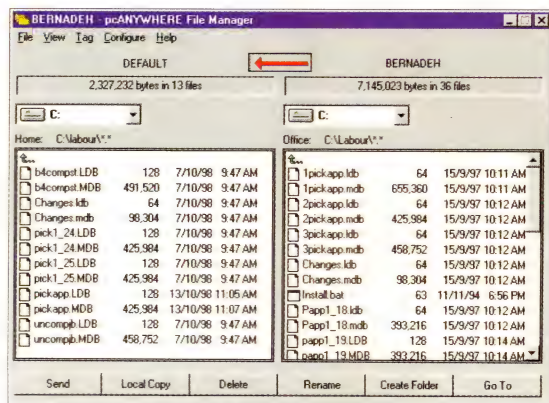 BERNADEH - pcANYWHERE File Manager
File View Tag Configure Help
DEFAULT
BERNADEH
2,327,232 bytes in 13 files
7,145,023 bytes in 36 files
C:
C:
Home: C:\labour\*.*
Office: C:\Labour\*.*
b4compst.LDB 128 7/10/98 9:47 AM
b4compst.MDB 491,520 7/10/98 9:47 AM
Changes.ldb 64 7/10/98 9:47 AM
Changes.mdb 98,304 7/10/98 9:47 AM
pick1_24.LDB 128 7/10/98 9:47 AM
pick1_24.MDB 425,984 7/10/98 9:47 AM
pick1_25.LDB 128 7/10/98 9:47 AM
pick1_25.MDB 425,984 7/10/98 9:47 AM
pickapp.LDB 128 13/10/98 11:05 AM
pickapp.MDB 425,984 13/10/98 11:07 AM
uncompjb.LDB 128 7/10/98 9:47 AM
uncompjb.MDB 458,752 7/10/98 9:47 AM
1pickapp.ldb 64 15/9/97 10:11 AM
1pickapp.mdb 655,360 15/9/97 10:11 AM
2pickapp.ldb 64 15/9/97 10:12 AM
2pickapp.mdb 425,984 15/9/97 10:12 AM
3pickapp.ldb 64 15/9/97 10:12 AM
3pickapp.mdb 458,752 15/9/97 10:12 AM
Changes.ldb 64 15/9/97 10:12 AM
Changes.mdb 98,304 15/9/97 10:12 AM
Install.bat 63 11/11/94 6:56 PM
Papp1_18.ldb 64 15/9/97 10:12 AM
Papp1_18.mdb 393,216 15/9/97 10:12 AM
papp1_19.LDB 128 15/9/97 10:14 AM
papp1_19.MDB 393,216 15/9/97 10:14 AM
Send Local Copy Delete Rename Create Folder Go To